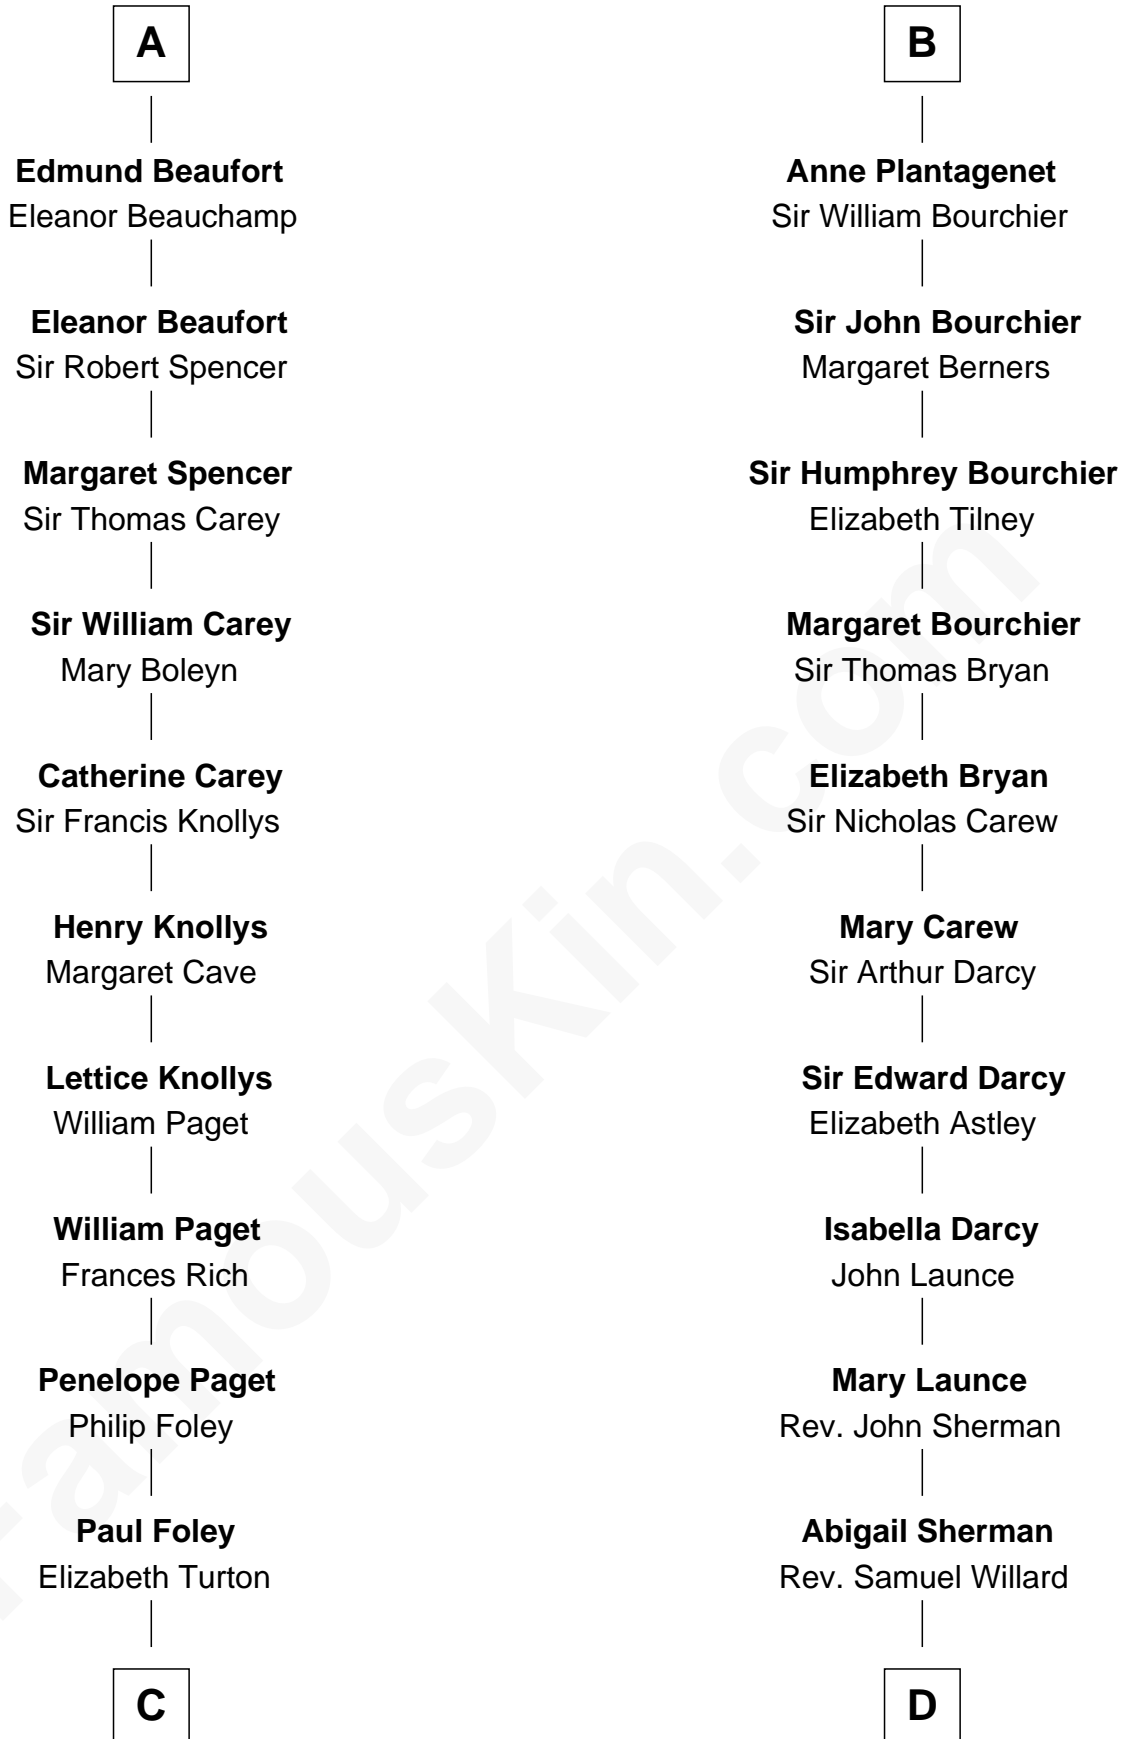 A
Edmund Beaufort
Eleanor Beauchamp
Eleanor Beaufort
Sir Robert Spencer
Margaret Spencer
Sir Thomas Carey
Sir William Carey
Mary Boleyn
Catherine Carey
Sir Francis Knollys
Henry Knollys
Margaret Cave
Lettice Knollys
William Paget
William Paget
Frances Rich
Penelope Paget
Philip Foley
Paul Foley
Elizabeth Turton
C
B
Anne Plantagenet
Sir William Bourchier
Sir John Bourchier
Margaret Berners
Sir Humphrey Bourchier
Elizabeth Tilney
Margaret Bourchier
Sir Thomas Bryan
Elizabeth Bryan
Sir Nicholas Carew
Mary Carew
Sir Arthur Darcy
Sir Edward Darcy
Elizabeth Astley
Isabella Darcy
John Launce
Mary Launce
Rev. John Sherman
Abigail Sherman
Rev. Samuel Willard
D
FamousKin.com